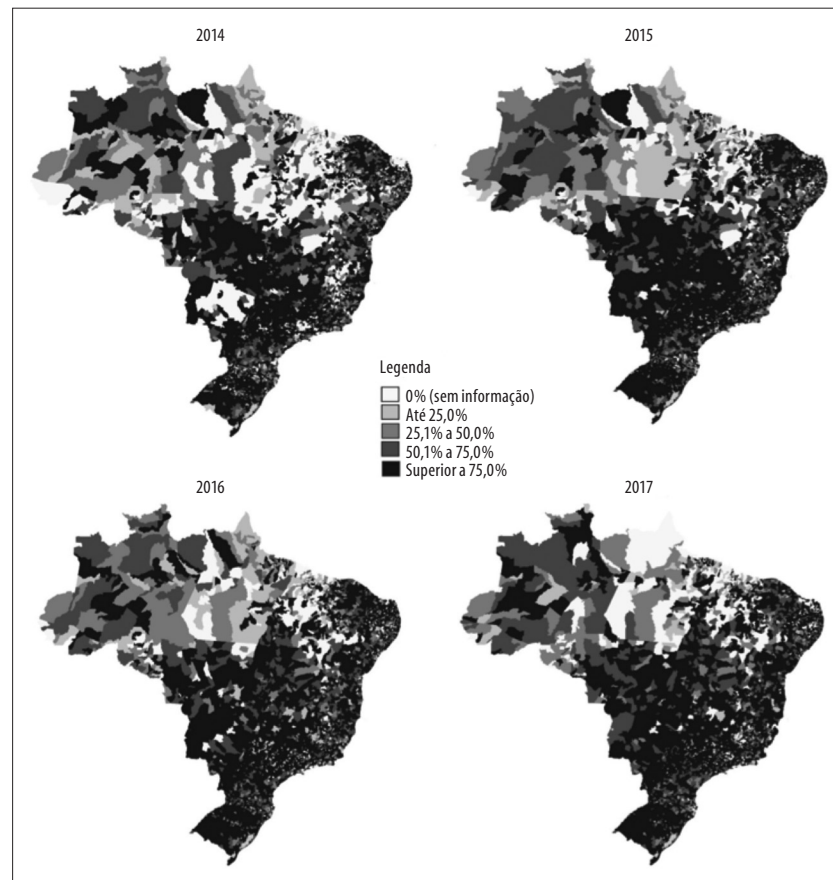 2014
2015
Legenda
0% (sem informação)
Até 25,0%
25,1% a 50,0%
50,1% a 75,0%
Superior a 75,0%
2016
2017